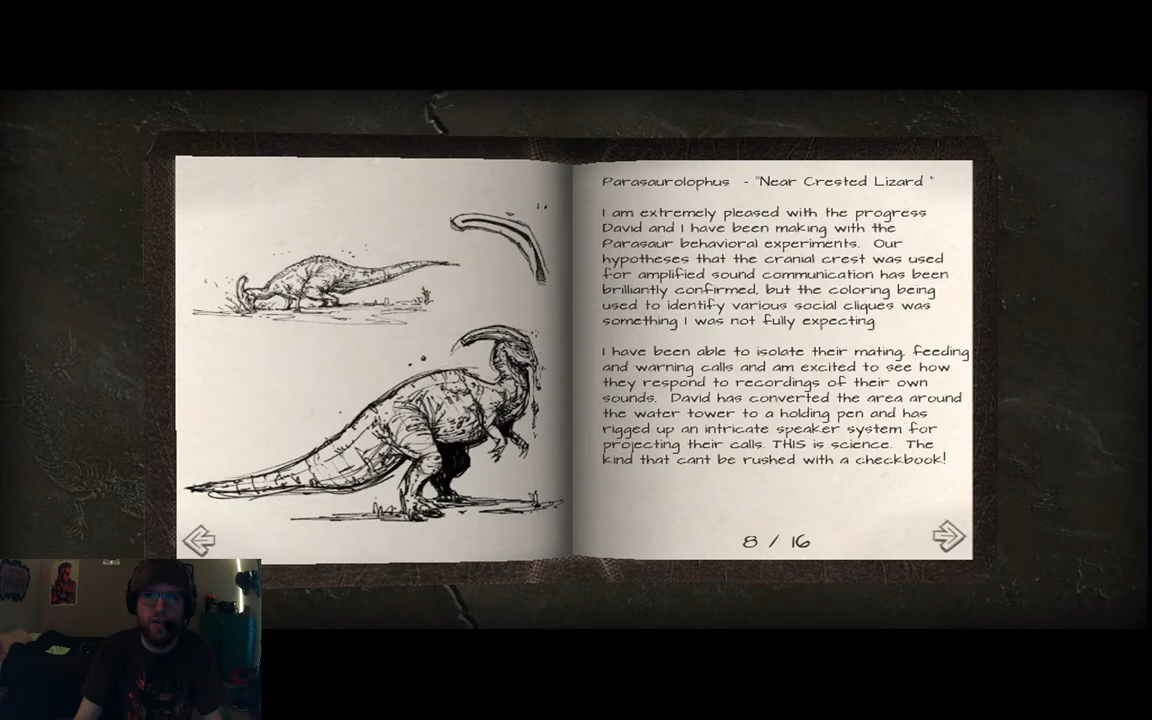 Parasaurolophus - "Near Crested Lizard "
I am extremely pleased with the progress
David and I have been making with the
Parasaur behavioral experiments. Our
hypotheses that the cranial crest was used
for amplified sound communication has been
brilliantly confirmed, but the coloring being
used to identify various social cliques was
something I was not fully expecting
I have been able to isolate their mating, feeding
and warning calls and am excited to see how
they respond to recordings of their own
sounds. David has converted the area around
the water tower to a holding pen and has
rigged up an intricate speaker system for
projecting their calls. THIS is science. The
kind that cant be rushed with a checkbook!
8 / 16